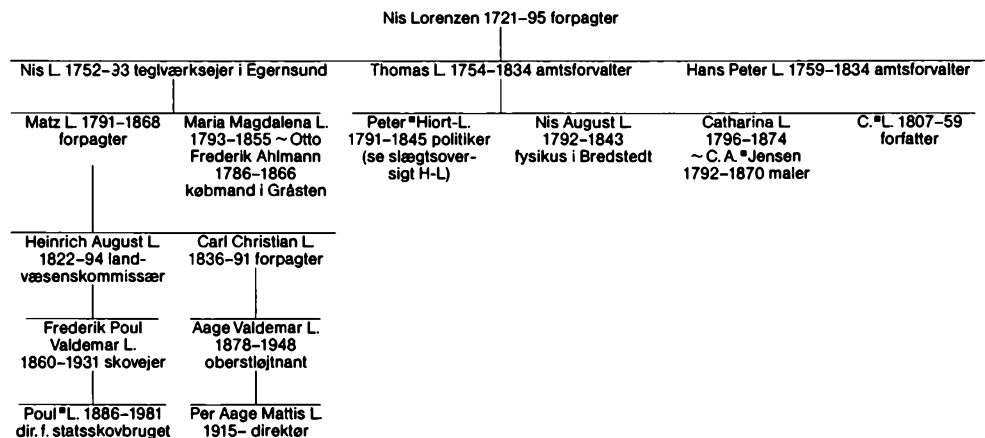 Nis Lorenzen 1721–95 forpagter
Nis L. 1752–93 teglværksejer i Egernsund
Thomas L. 1754–1834 amtsforvalter
Hans Peter L. 1759–1834 amtsforvalter
Matz L. 1791–1868
forpagter
Maria Magdalena L.
1793–1855 ~ Otto
Frederik Ahlmann
1786–1866
købmand i Gråsten
Peter *Hiort-L.
1791–1845 politiker
(se slægtsover-
sigt H-L)
Nis August L.
1792–1843
fysikus i Bredstedt
Catharina L.
1796–1874
~ C.A. *Jensen
1792–1870 maler
C. *L. 1807–59
forfatter
Heinrich August L.
1822–94 land-
væsenskommissær
Carl Christian L.
1836–91 forpagter
Frederik Poul
Valdemar L.
1860–1931 skovejer
Aage Valdemar L.
1878–1948
oberstløjtnant
Poul *L. 1886–1981
dir. f. statsskovbruget
Per Aage Mattis L.
1915– direktør